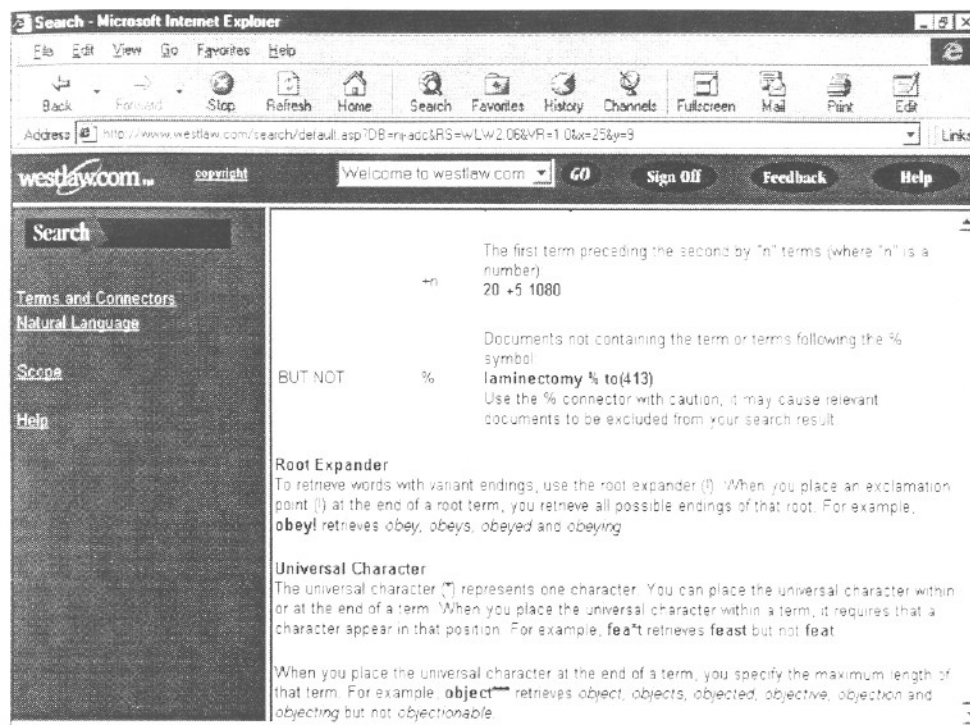 Search - Microsoft Internet Explorer
File Edit View Go Favorites Help
Back Forward Stop Refresh Home Search Favorites History Channels Fullscreen Mail Print Edit
Address http://www.westlaw.com/search/default.asp?DB=nj-adc&RS=WLW2.06&VR=1.0&x=25&y=9 Links
westlaw.com™ copyright Welcome to westlaw.com GO Sign Off Feedback Help
Search
Terms and Connectors
Natural Language
Scope
Help
The first term preceding the second by "n" terms (where "n" is a
number)
+n
20 +5 1080
Documents not containing the term or terms following the %
symbol
BUT NOT % laminectomy % to(413)
Use the % connector with caution, it may cause relevant
documents to be excluded from your search result.
Root Expander
To retrieve words with variant endings, use the root expander (!). When you place an exclamation
point (!) at the end of a root term, you retrieve all possible endings of that root. For example,
obey! retrieves obey, obeys, obeyed and obeying
Universal Character
The universal character (*) represents one character. You can place the universal character within
or at the end of a term. When you place the universal character within a term, it requires that a
character appear in that position. For example, fea*t retrieves feast but not feat
When you place the universal character at the end of a term, you specify the maximum length of
that term. For example, object*** retrieves object, objects, objected, objective, objection and
objecting but not objectionable.